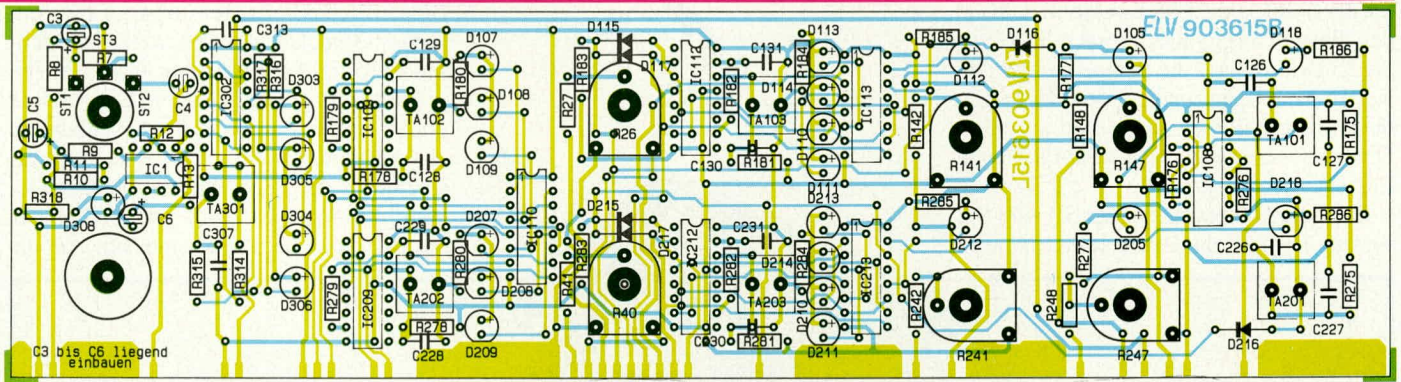 C3
C313
D107
D115
D113
R185
D116
D105
ELV 903615B
D118
ST3
R7
R8
C129
D117
C131
R184
R186
IC112
R317
R316
D303
R180
R183
R182
D114
D112
R177
C126
C5
ST1
ST2
C4
IC302
IC109
D108
R27
IC113
TA102
R26
TA103
D110
R142
ELV 903615L
R148
TA101
R179
R175
R12
R9
R11
R10
IC1
R13
D305
C128
D109
C130
R181
R141
R147
R176
IC106
C127
R178
D111
R276
R318
D308
C6
TA301
D304
D207
IC110
D215
D213
R285
D218
C307
C229
D217
C231
D212
D205
R286
IC212
C226
R315
R314
R280
R283
R282
D214
R284
IC213
R277
R279
IC209
TA202
D208
R41
TA203
D210
R242
R248
TA201
R275
D306
R40
R278
C228
D209
C230
R281
D211
R241
R247
D216
C227
C3 bis C6 liegend
einbauen